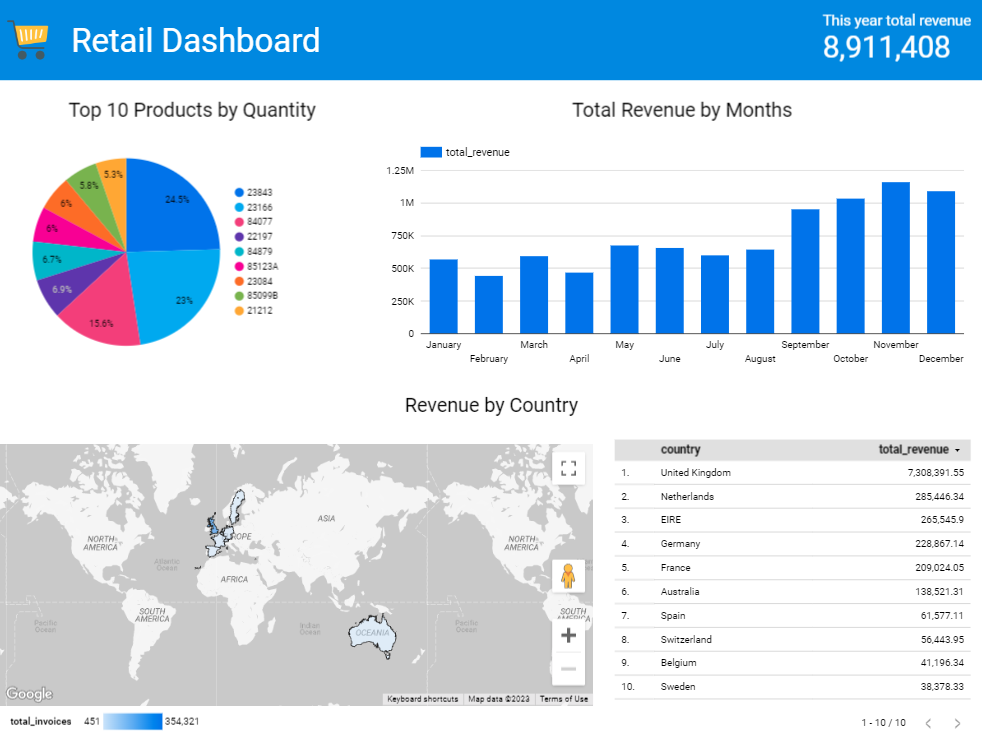 Retail Dashboard
This year total revenue
8,911,408
Top 10 Products by Quantity
24.5%
23%
15.6%
6.9%
6.7%
6%
6%
5.8%
5.3%
23843
23166
84077
22197
84879
85123A
23084
85099B
21212
Total Revenue by Months
total_revenue
1.25M
1M
750K
500K
250K
0
January
February
March
April
May
June
July
August
September
October
November
December
Revenue by Country
NORTH
AMERICA
Atlantic
Ocean
ROPE
ASIA
AFRICA
SOUTH
AMERICA
Pacific
Ocean
Indian
Ocean
OCEANIA
Pacific
Ocean
NORTH
AMERICA
SOUTH
AMERICA
Google
Keyboard shortcuts
Map data ©2023
Terms of Use
total_invoices 451 354,321
country total_revenue
1. United Kingdom 7,308,391.55
2. Netherlands 285,446.34
3. EIRE 265,545.9
4. Germany 228,867.14
5. France 209,024.05
6. Australia 138,521.31
7. Spain 61,577.11
8. Switzerland 56,443.95
9. Belgium 41,196.34
10. Sweden 38,378.33
1 - 10 / 10